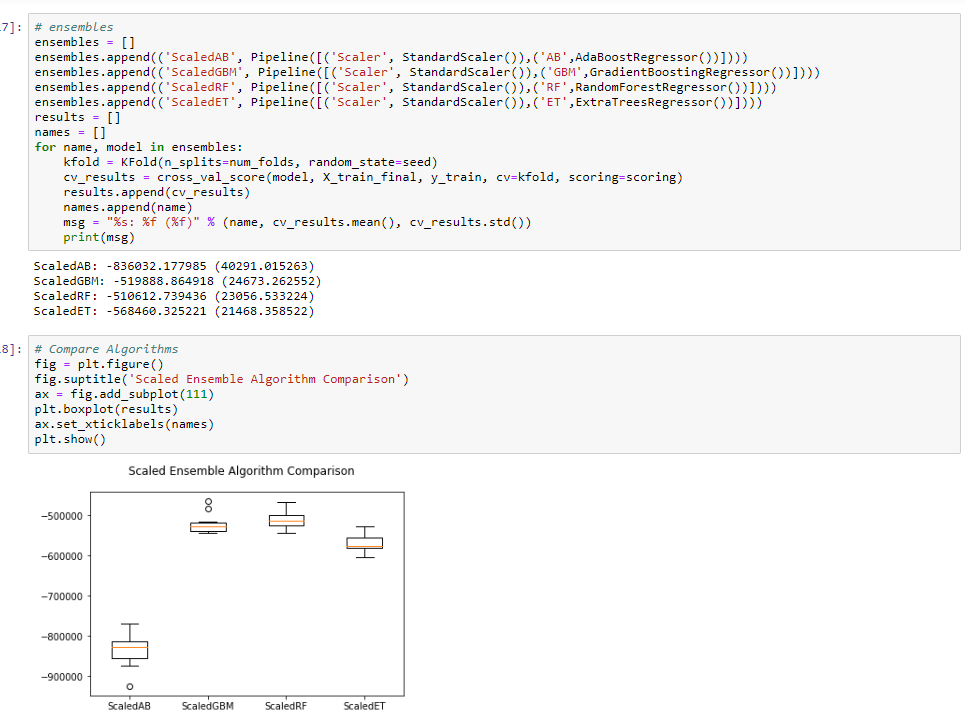 7]:
# ensembles
ensembles = []
ensembles.append(('ScaledAB', Pipeline([('Scaler', StandardScaler()),('AB',AdaBoostRegressor())])))
ensembles.append(('ScaledGBM', Pipeline([('Scaler', StandardScaler()),('GBM',GradientBoostingRegressor())])))
ensembles.append(('ScaledRF', Pipeline([('Scaler', StandardScaler()),('RF',RandomForestRegressor())])))
ensembles.append(('ScaledET', Pipeline([('Scaler', StandardScaler()),('ET',ExtraTreesRegressor())])))
results = []
names = []
for name, model in ensembles:
    kfold = KFold(n_splits=num_folds, random_state=seed)
    cv_results = cross_val_score(model, X_train_final, y_train, cv=kfold, scoring=scoring)
    results.append(cv_results)
    names.append(name)
    msg = "%s: %f (%f)" % (name, cv_results.mean(), cv_results.std())
    print(msg)
ScaledAB: -836032.177985 (40291.015263)
ScaledGBM: -519888.864918 (24673.262552)
ScaledRF: -510612.739436 (23056.533224)
ScaledET: -568460.325221 (21468.358522)
8]:
# Compare Algorithms
fig = plt.figure()
fig.suptitle('Scaled Ensemble Algorithm Comparison')
ax = fig.add_subplot(111)
plt.boxplot(results)
ax.set_xticklabels(names)
plt.show()
Scaled Ensemble Algorithm Comparison
−500000
−600000
−700000
−800000
−900000
ScaledAB ScaledGBM ScaledRF ScaledET